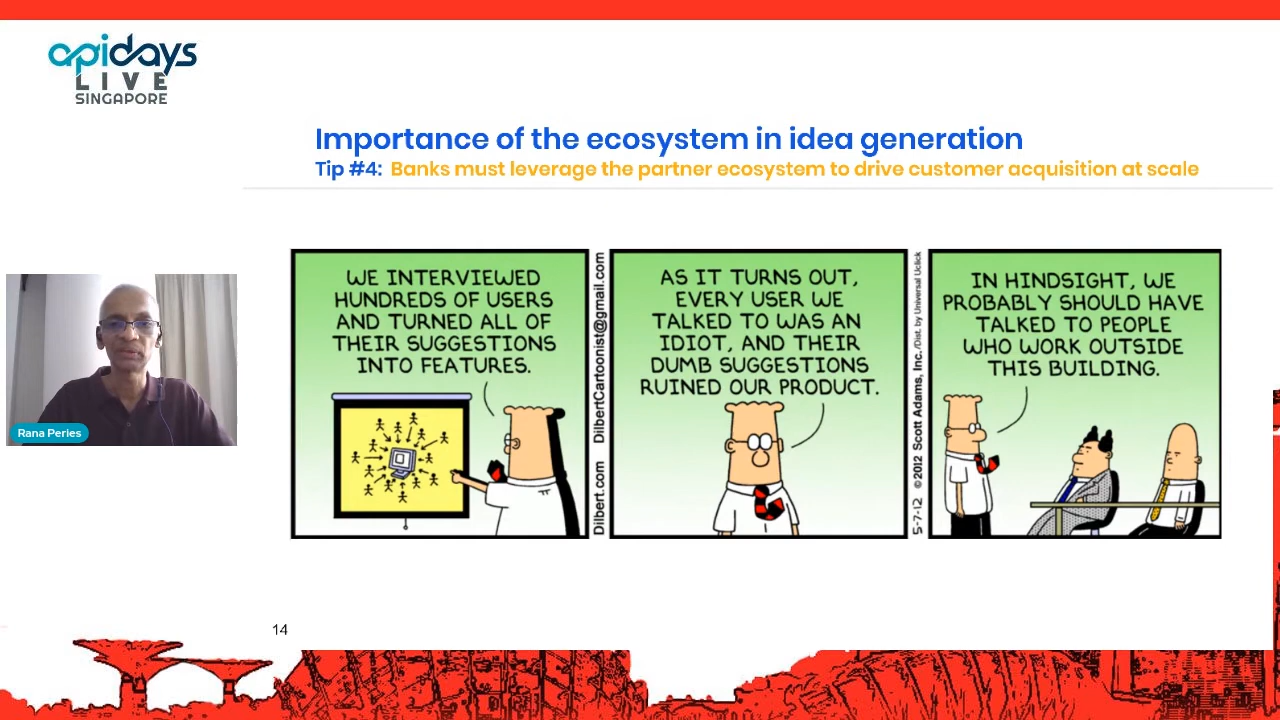 apidays
LIVE
SINGAPORE
Importance of the ecosystem in idea generation
Tip #4: Banks must leverage the partner ecosystem to drive customer acquisition at scale
Rana Peries
WE INTERVIEWED
HUNDREDS OF USERS
AND TURNED ALL OF
THEIR SUGGESTIONS
INTO FEATURES.
Dilbert.com DilbertCartoonist@gmail.com
AS IT TURNS OUT,
EVERY USER WE
TALKED TO WAS AN
IDIOT, AND THEIR
DUMB SUGGESTIONS
RUINED OUR PRODUCT.
5-7-12 ©2012 Scott Adams, Inc. /Dist. by Universal Uclick
IN HINDSIGHT, WE
PROBABLY SHOULD HAVE
TALKED TO PEOPLE
WHO WORK OUTSIDE
THIS BUILDING.
14